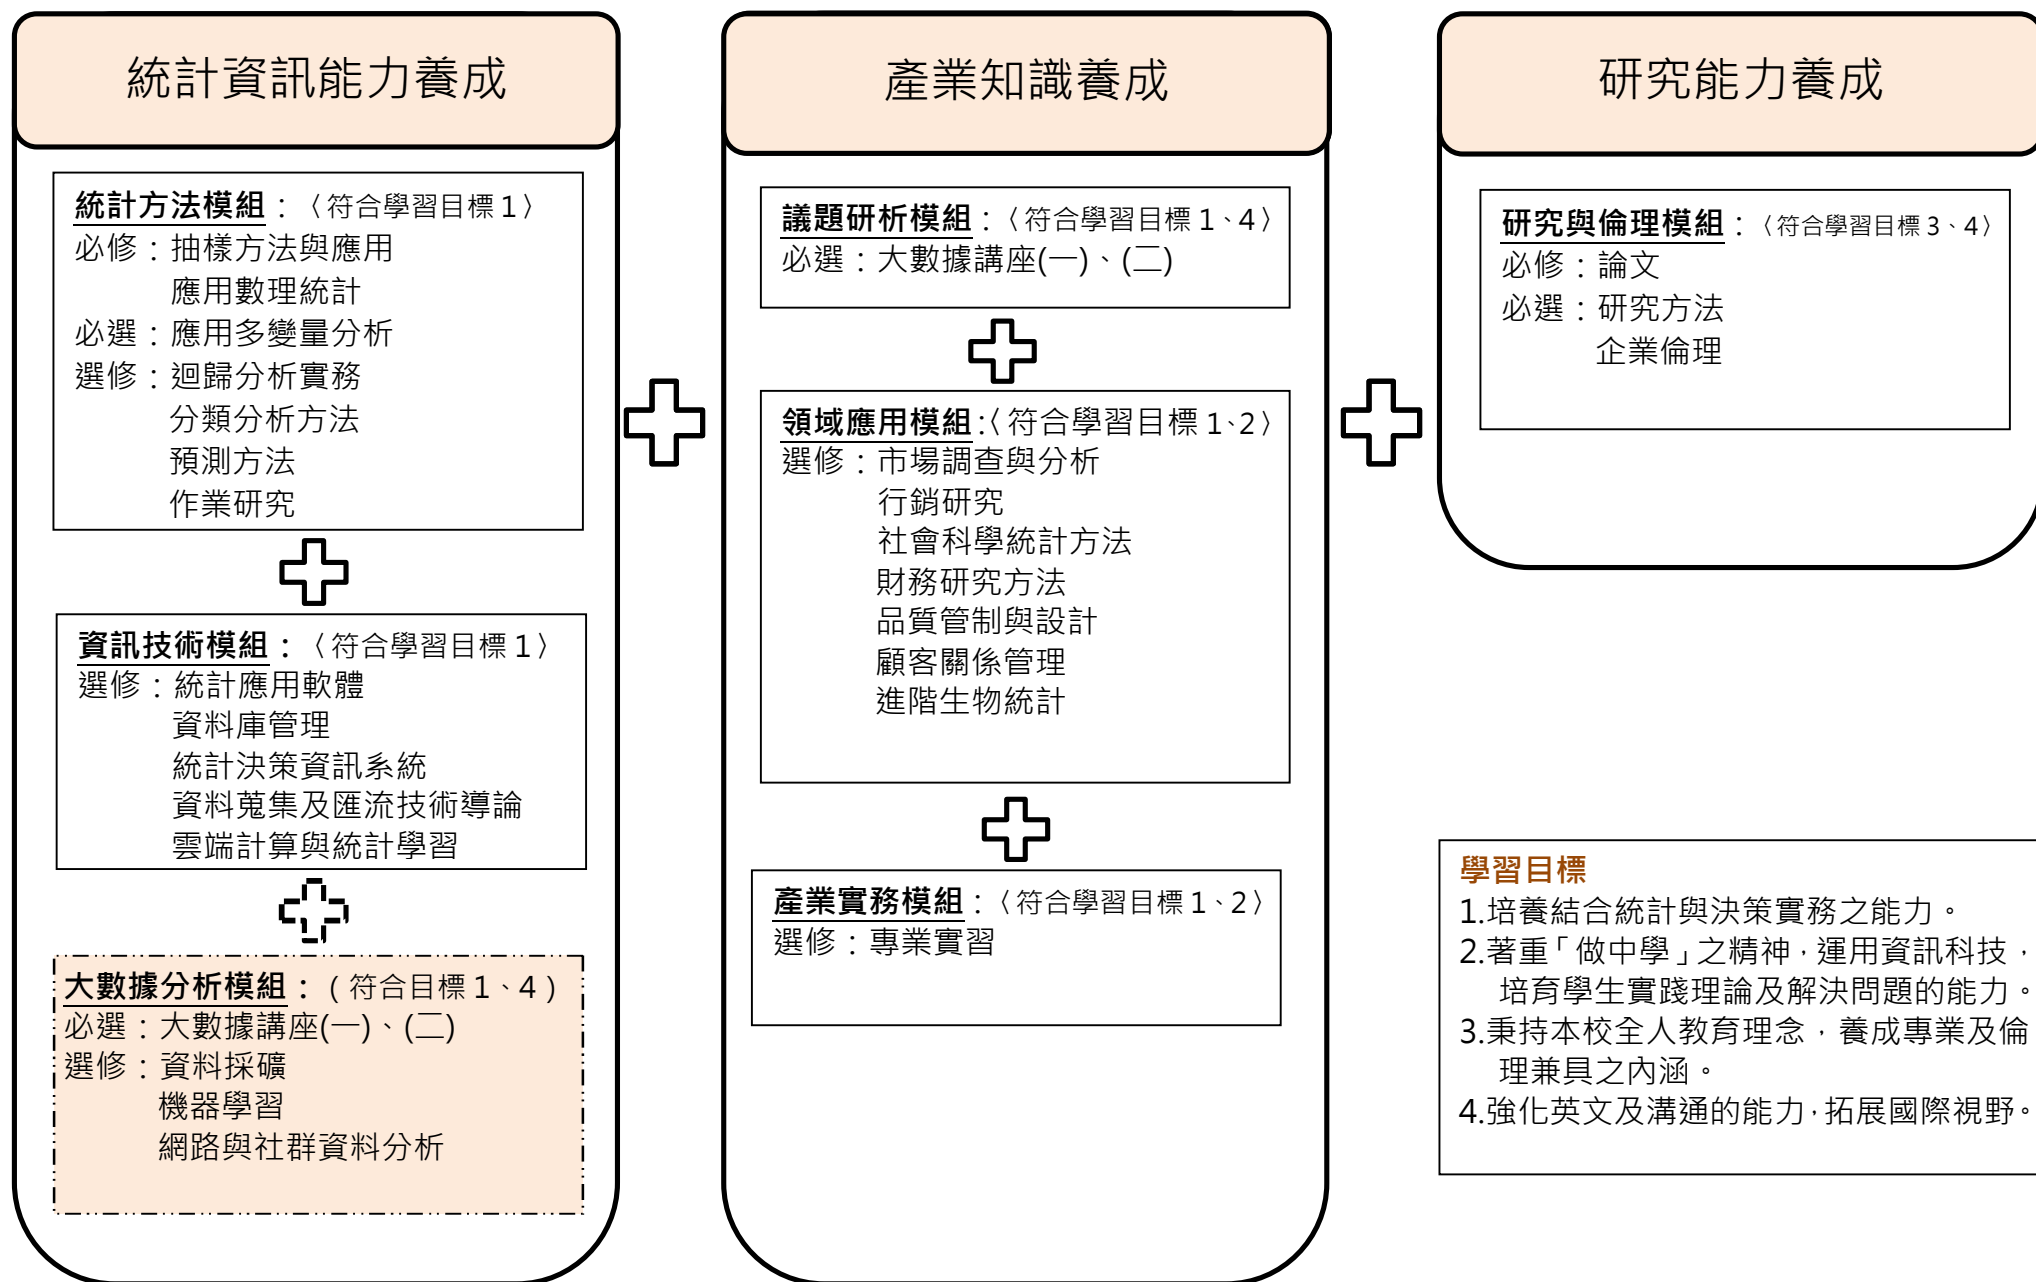 統計資訊能力養成
統計方法模組：〈符合學習目標 1〉
必修：抽樣方法與應用
應用數理統計
必選：應用多變量分析
選修：迴歸分析實務
分類分析方法
預測方法
作業研究
資訊技術模組：〈符合學習目標 1〉
選修：統計應用軟體
資料庫管理
統計決策資訊系統
資料蒐集及匯流技術導論
雲端計算與統計學習
大數據分析模組：(符合目標 1、4)
必選：大數據講座(一)、(二)
選修：資料採礦
機器學習
網路與社群資料分析
產業知識養成
議題研析模組：〈符合學習目標 1、4〉
必選：大數據講座(一)、(二)
領域應用模組:〈符合學習目標 1、2〉
選修：市場調查與分析
行銷研究
社會科學統計方法
財務研究方法
品質管制與設計
顧客關係管理
進階生物統計
產業實務模組：〈符合學習目標 1、2〉
選修：專業實習
研究能力養成
研究與倫理模組：〈符合學習目標 3、4〉
必修：論文
必選：研究方法
企業倫理
學習目標
1.培養結合統計與決策實務之能力。
2.著重「做中學」之精神，運用資訊科技，
培育學生實踐理論及解決問題的能力。
3.秉持本校全人教育理念，養成專業及倫
理兼具之內涵。
4.強化英文及溝通的能力，拓展國際視野。